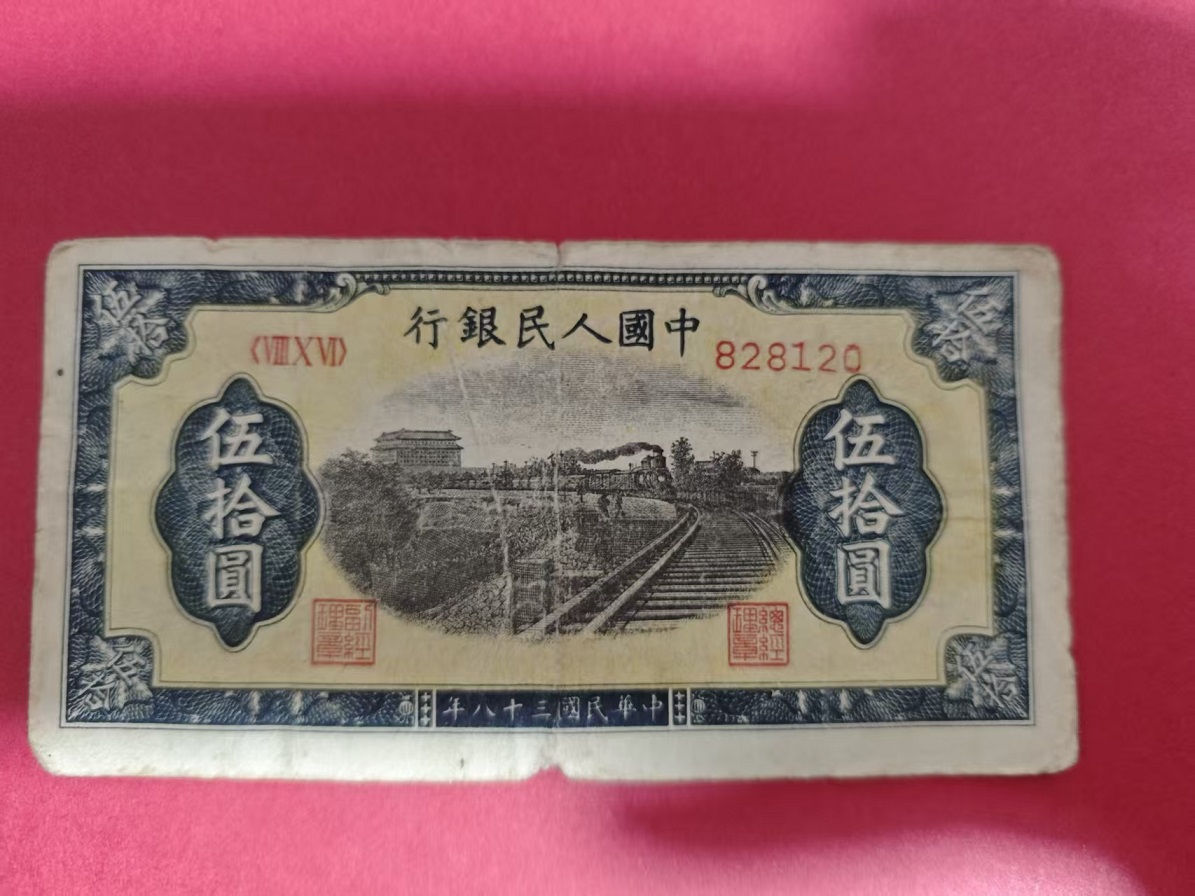 中國人民銀行
〈VIII X VI〉
828120
伍拾圓
伍拾圓
副經理章
總經理章
中華民國三十八年